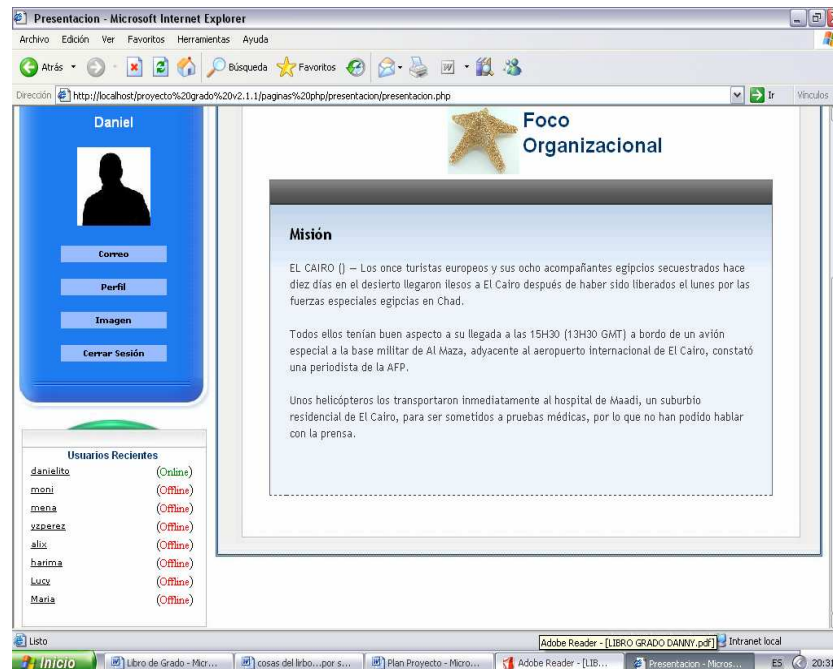 Presentacion - Microsoft Internet Explorer
Archivo Edición Ver Favoritos Herramientas Ayuda
Atrás Búsqueda Favoritos
Dirección http://localhost/proyecto%20grado%20v2.1.1/paginas%20php/presentacion/presentacion.php Ir Vínculos
Daniel
Correo
Perfil
Imagen
Cerrar Sesión
Usuarios Recientes
danielito (Online)
moni (Offline)
mena (Offline)
yzperez (Offline)
alix (Offline)
harima (Offline)
Lucy (Offline)
Maria (Offline)
Foco
Organizacional
Misión
EL CAIRO () — Los once turistas europeos y sus ocho acompañantes egipcios secuestrados hace
diez días en el desierto llegaron ilesos a El Cairo después de haber sido liberados el lunes por las
fuerzas especiales egipcias en Chad.
Todos ellos tenían buen aspecto a su llegada a las 15H30 (13H30 GMT) a bordo de un avión
especial a la base militar de Al Maza, adyacente al aeropuerto internacional de El Cairo, constató
una periodista de la AFP.
Unos helicópteros los transportaron inmediatamente al hospital de Maadi, un suburbio
residencial de El Cairo, para ser sometidos a pruebas médicas, por lo que no han podido hablar
con la prensa.
Listo Adobe Reader - [LIBRO GRADO DANNY.pdf] Intranet local
Inicio Libro de Grado - Micr... cosas del lirbo...por s... Plan Proyecto - Micro... Adobe Reader - [LIB... Presentacion - Micros... ES 20:31